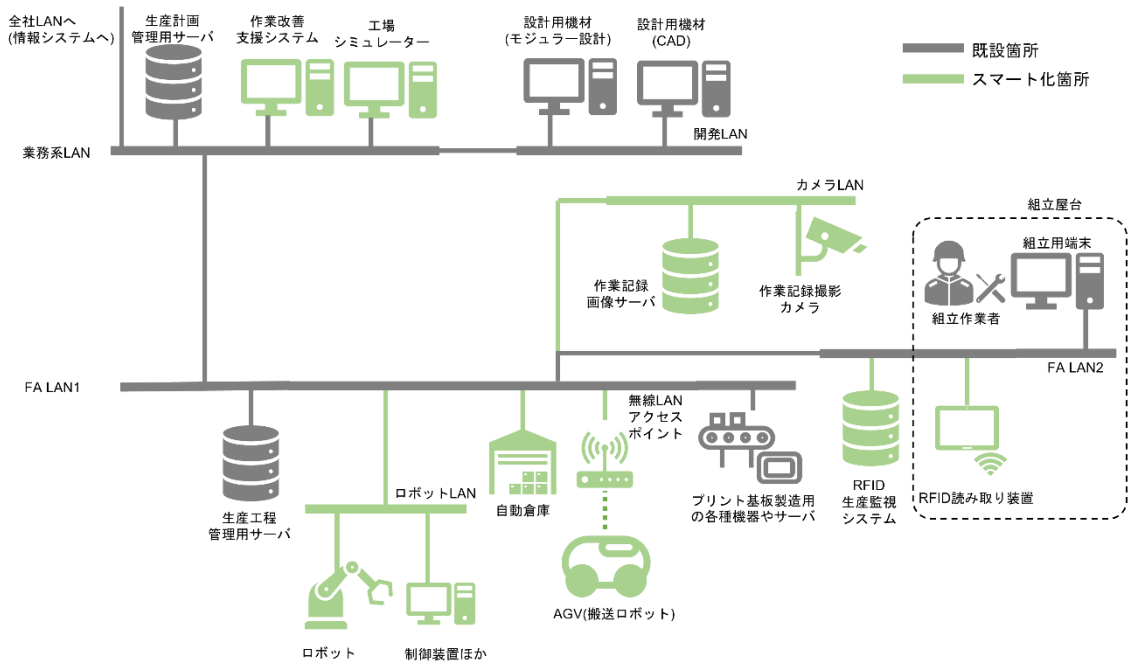 全社LANへ
(情報システムへ)
生産計画
管理用サーバ
作業改善
支援システム
工場
シミュレーター
設計用機材
(モジュラー設計)
設計用機材
(CAD)
既設箇所
スマート化箇所
開発LAN
業務系LAN
カメラLAN
組立屋台
組立用端末
作業記録
画像サーバ
作業記録撮影
カメラ
組立作業者
FA LAN2
FA LAN1
無線LAN
アクセス
ポイント
ロボットLAN
自動倉庫
生産工程
管理用サーバ
プリント基板製造用
の各種機器やサーバ
RFID
生産監視
システム
RFID読み取り装置
AGV(搬送ロボット)
ロボット
制御装置ほか